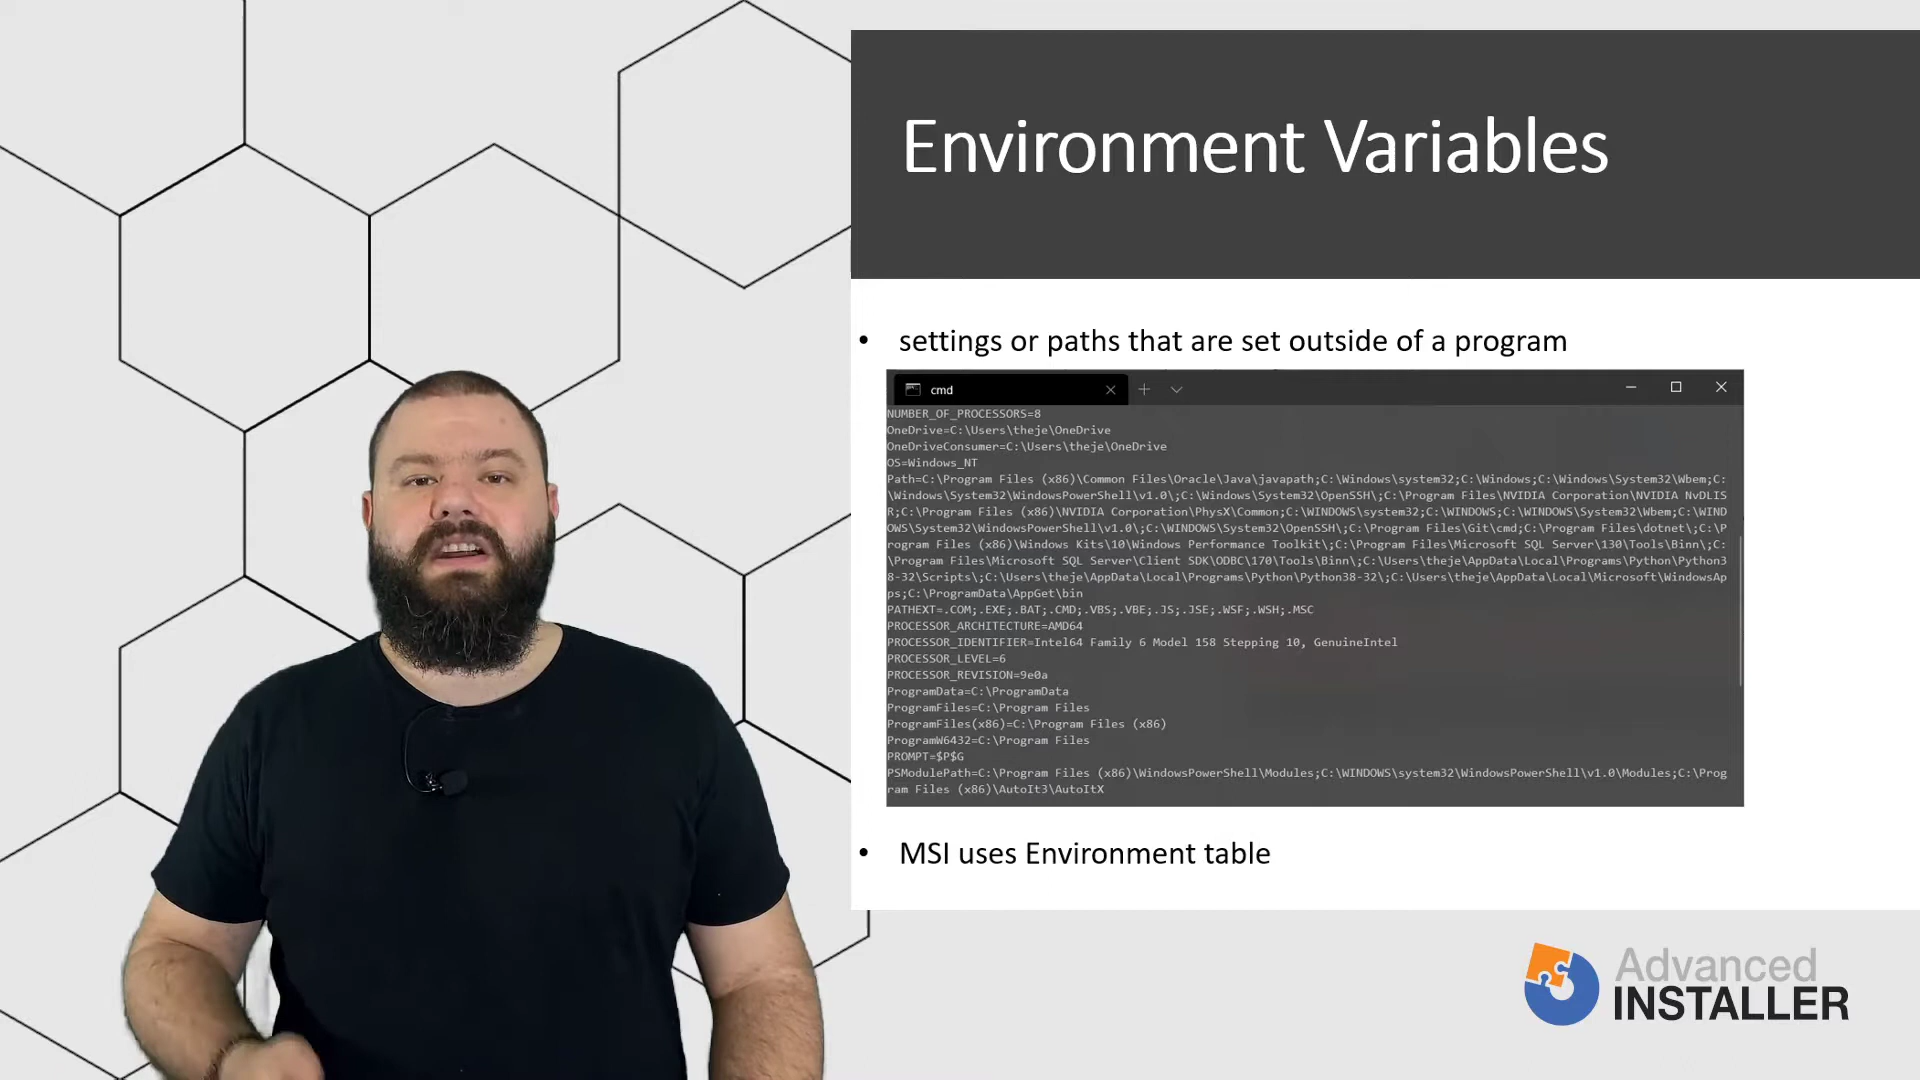 Environment Variables
• settings or paths that are set outside of a program
cmd
NUMBER_OF_PROCESSORS=8
OneDrive=C:\Users\theje\OneDrive
OneDriveConsumer=C:\Users\theje\OneDrive
OS=Windows_NT
Path=C:\Program Files (x86)\Common Files\Oracle\Java\javapath;C:\Windows\system32;C:\Windows;C:\Windows\System32\Wbem;C:
\Windows\System32\WindowsPowerShell\v1.0\;C:\Windows\System32\OpenSSH\;C:\Program Files\NVIDIA Corporation\NVIDIA NvDLIS
R;C:\Program Files (x86)\NVIDIA Corporation\PhysX\Common;C:\WINDOWS\system32;C:\WINDOWS;C:\WINDOWS\System32\Wbem;C:\WIND
OWS\System32\WindowsPowerShell\v1.0\;C:\WINDOWS\System32\OpenSSH\;C:\Program Files\Git\cmd;C:\Program Files\dotnet\;C:\P
rogram Files (x86)\Windows Kits\10\Windows Performance Toolkit\;C:\Program Files\Microsoft SQL Server\130\Tools\Binn\;C:
\Program Files\Microsoft SQL Server\Client SDK\ODBC\170\Tools\Binn\;C:\Users\theje\AppData\Local\Programs\Python\Python3
8-32\Scripts\;C:\Users\theje\AppData\Local\Programs\Python\Python38-32\;C:\Users\theje\AppData\Local\Microsoft\WindowsAp
ps;C:\ProgramData\AppGet\bin
PATHEXT=.COM;.EXE;.BAT;.CMD;.VBS;.VBE;.JS;.JSE;.WSF;.WSH;.MSC
PROCESSOR_ARCHITECTURE=AMD64
PROCESSOR_IDENTIFIER=Intel64 Family 6 Model 158 Stepping 10, GenuineIntel
PROCESSOR_LEVEL=6
PROCESSOR_REVISION=9e0a
ProgramData=C:\ProgramData
ProgramFiles=C:\Program Files
ProgramFiles(x86)=C:\Program Files (x86)
ProgramW6432=C:\Program Files
PROMPT=$P$G
PSModulePath=C:\Program Files (x86)\WindowsPowerShell\Modules;C:\WINDOWS\system32\WindowsPowerShell\v1.0\Modules;C:\Prog
ram Files (x86)\AutoIt3\AutoItX
• MSI uses Environment table
Advanced
INSTALLER